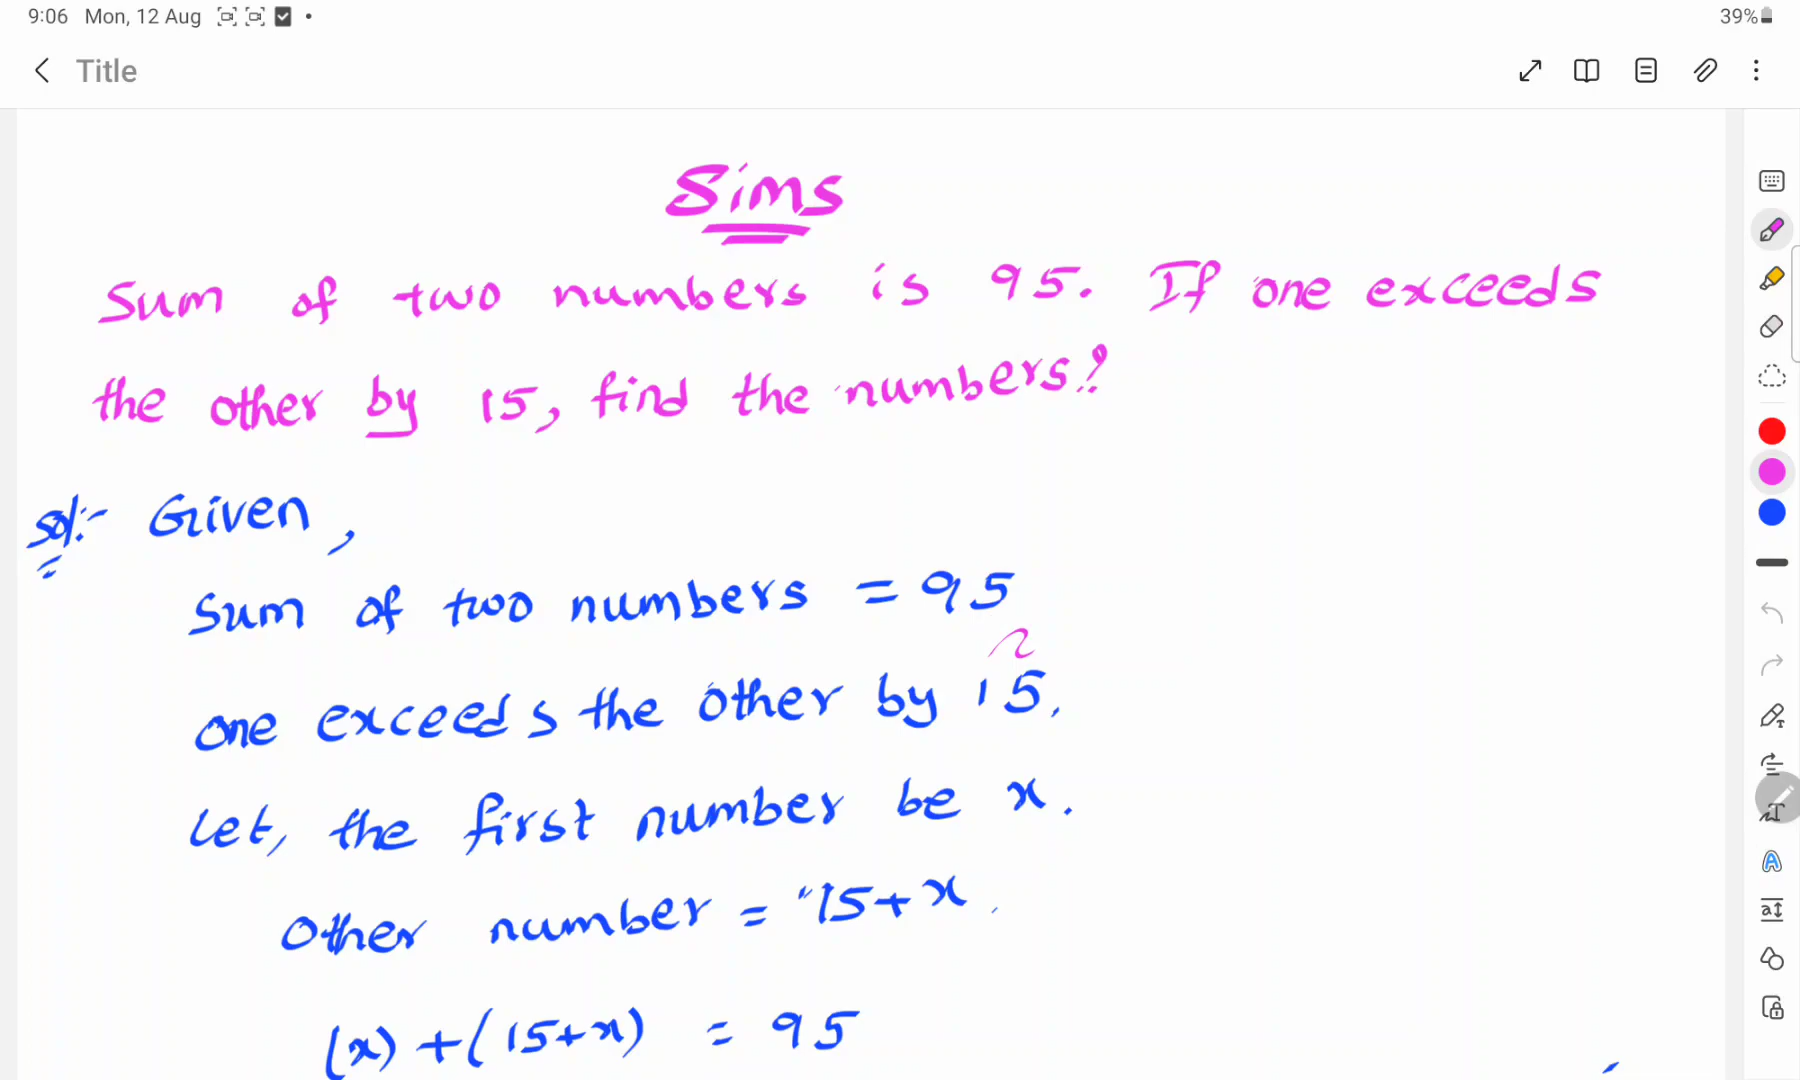 9:06 Mon, 12 Aug
39%
Title
Sims
Sum of two numbers is 95. If one exceeds
the other by 15, find the numbers?
Sol:- Given,
Sum of two numbers = 95
one exceeds the other by 15.
Let, the first number be x.
Other number = 15+x.
(x)+(15+x) = 95